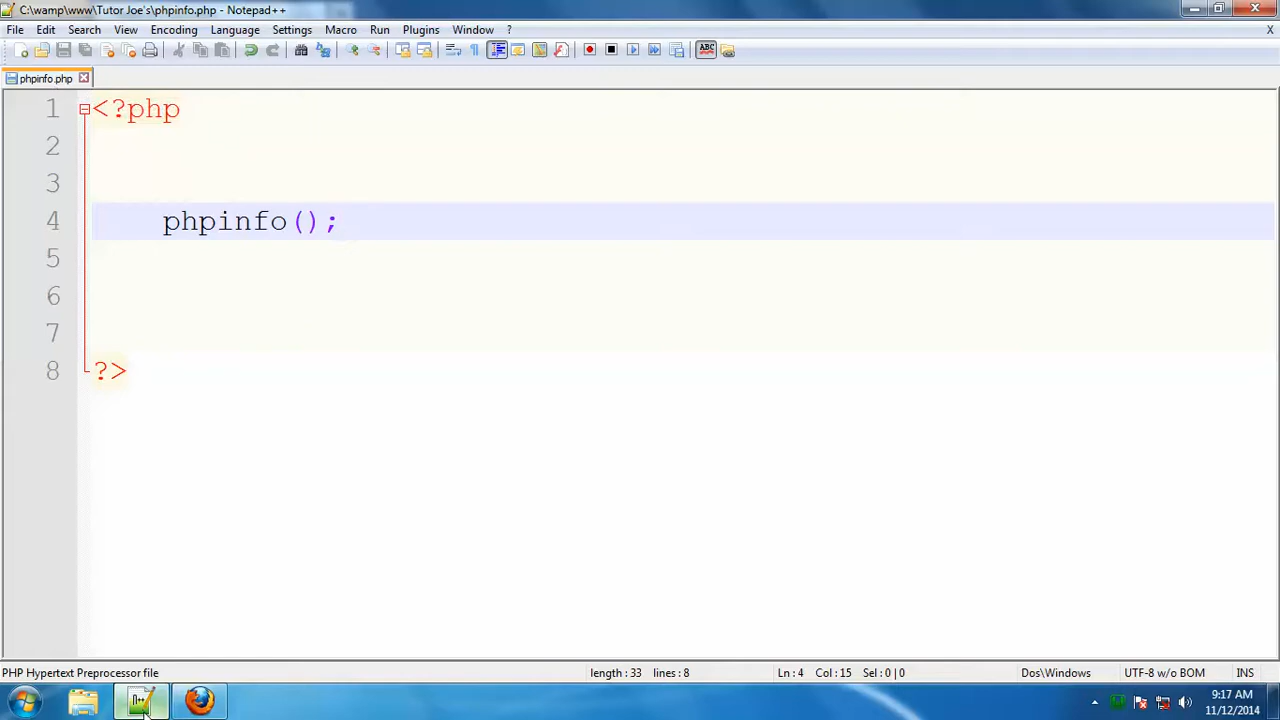 C:\wamp\www\Tutor Joe's\phpinfo.php - Notepad++
File Edit Search View Encoding Language Settings Macro Run Plugins Window ? X
ABC
phpinfo.php
1 <?php
2
3
4 phpinfo();
5
6
7
8 ?>
PHP Hypertext Preprocessor file length : 33 lines : 8 Ln : 4 Col : 15 Sel : 0 | 0 Dos\Windows UTF-8 w/o BOM INS
9:17 AM
11/12/2014